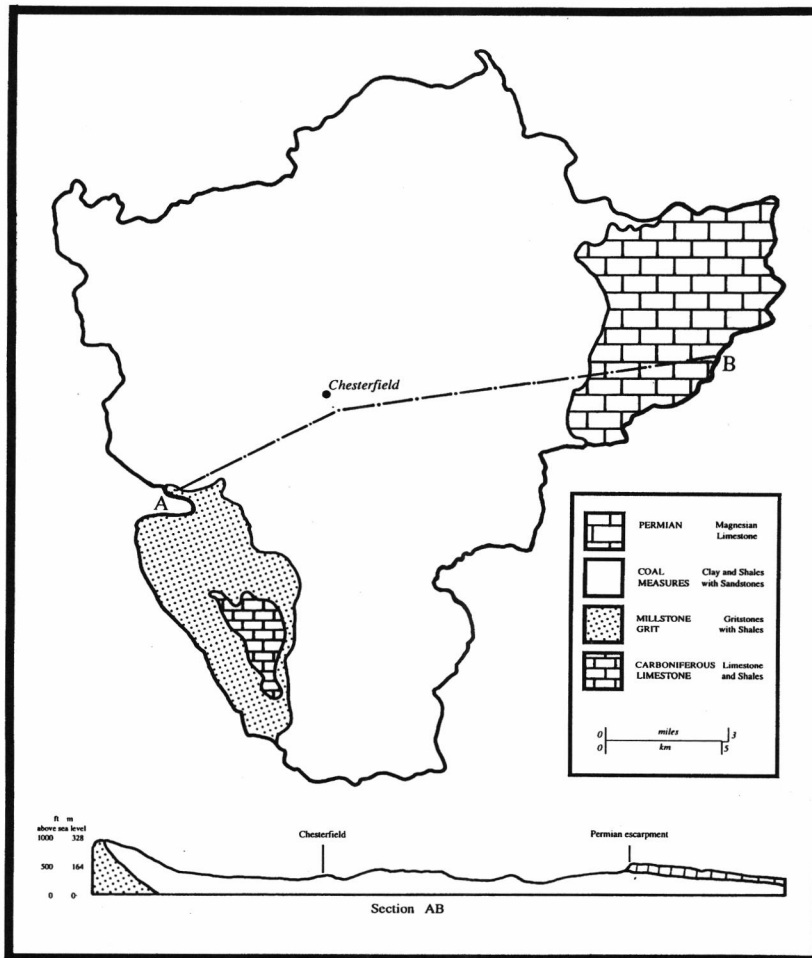 Chesterfield
A
B
PERMIAN Magnesian
Limestone
COAL Clay and Shales
MEASURES with Sandstones
MILLSTONE Gritstones
GRIT with Shales
CARBONIFEROUS Limestone
LIMESTONE and Shales
0 miles 3
0 km 5
ft m
above sea level
1000 328
500 164
0 0
Chesterfield
Permian escarpment
Section AB